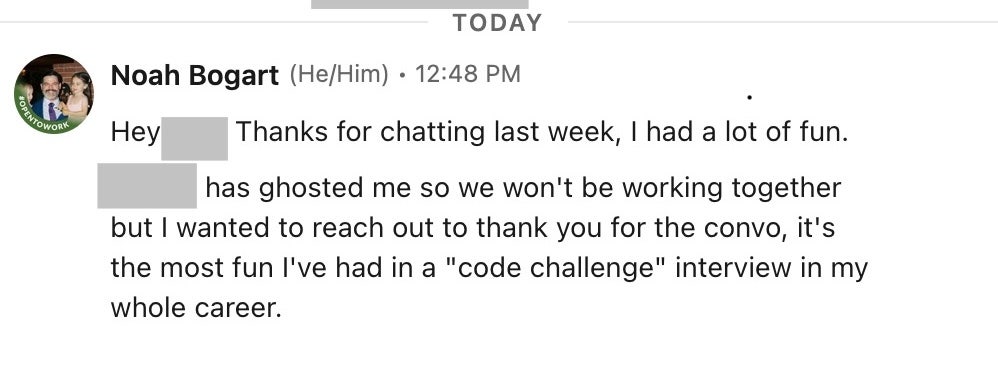 TODAY
Noah Bogart (He/Him) • 12:48 PM
#OPENTOWORK
Hey Thanks for chatting last week, I had a lot of fun.
has ghosted me so we won't be working together
but I wanted to reach out to thank you for the convo, it's
the most fun I've had in a "code challenge" interview in my
whole career.